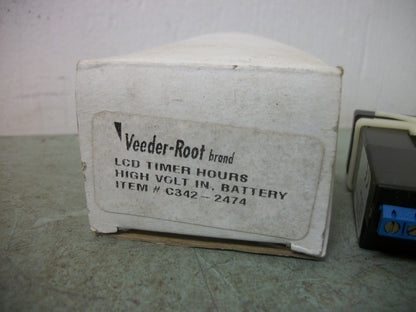 Veeder-Root brand
LCD TIMER HOURS
HIGH VOLT IN, BATTERY
ITEM # C342-2474